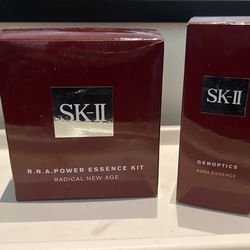 SK-II
R.N.A.POWER ESSENCE KIT
RADICAL NEW AGE
SK-II
GENOPTICS
AURA ESSENCE